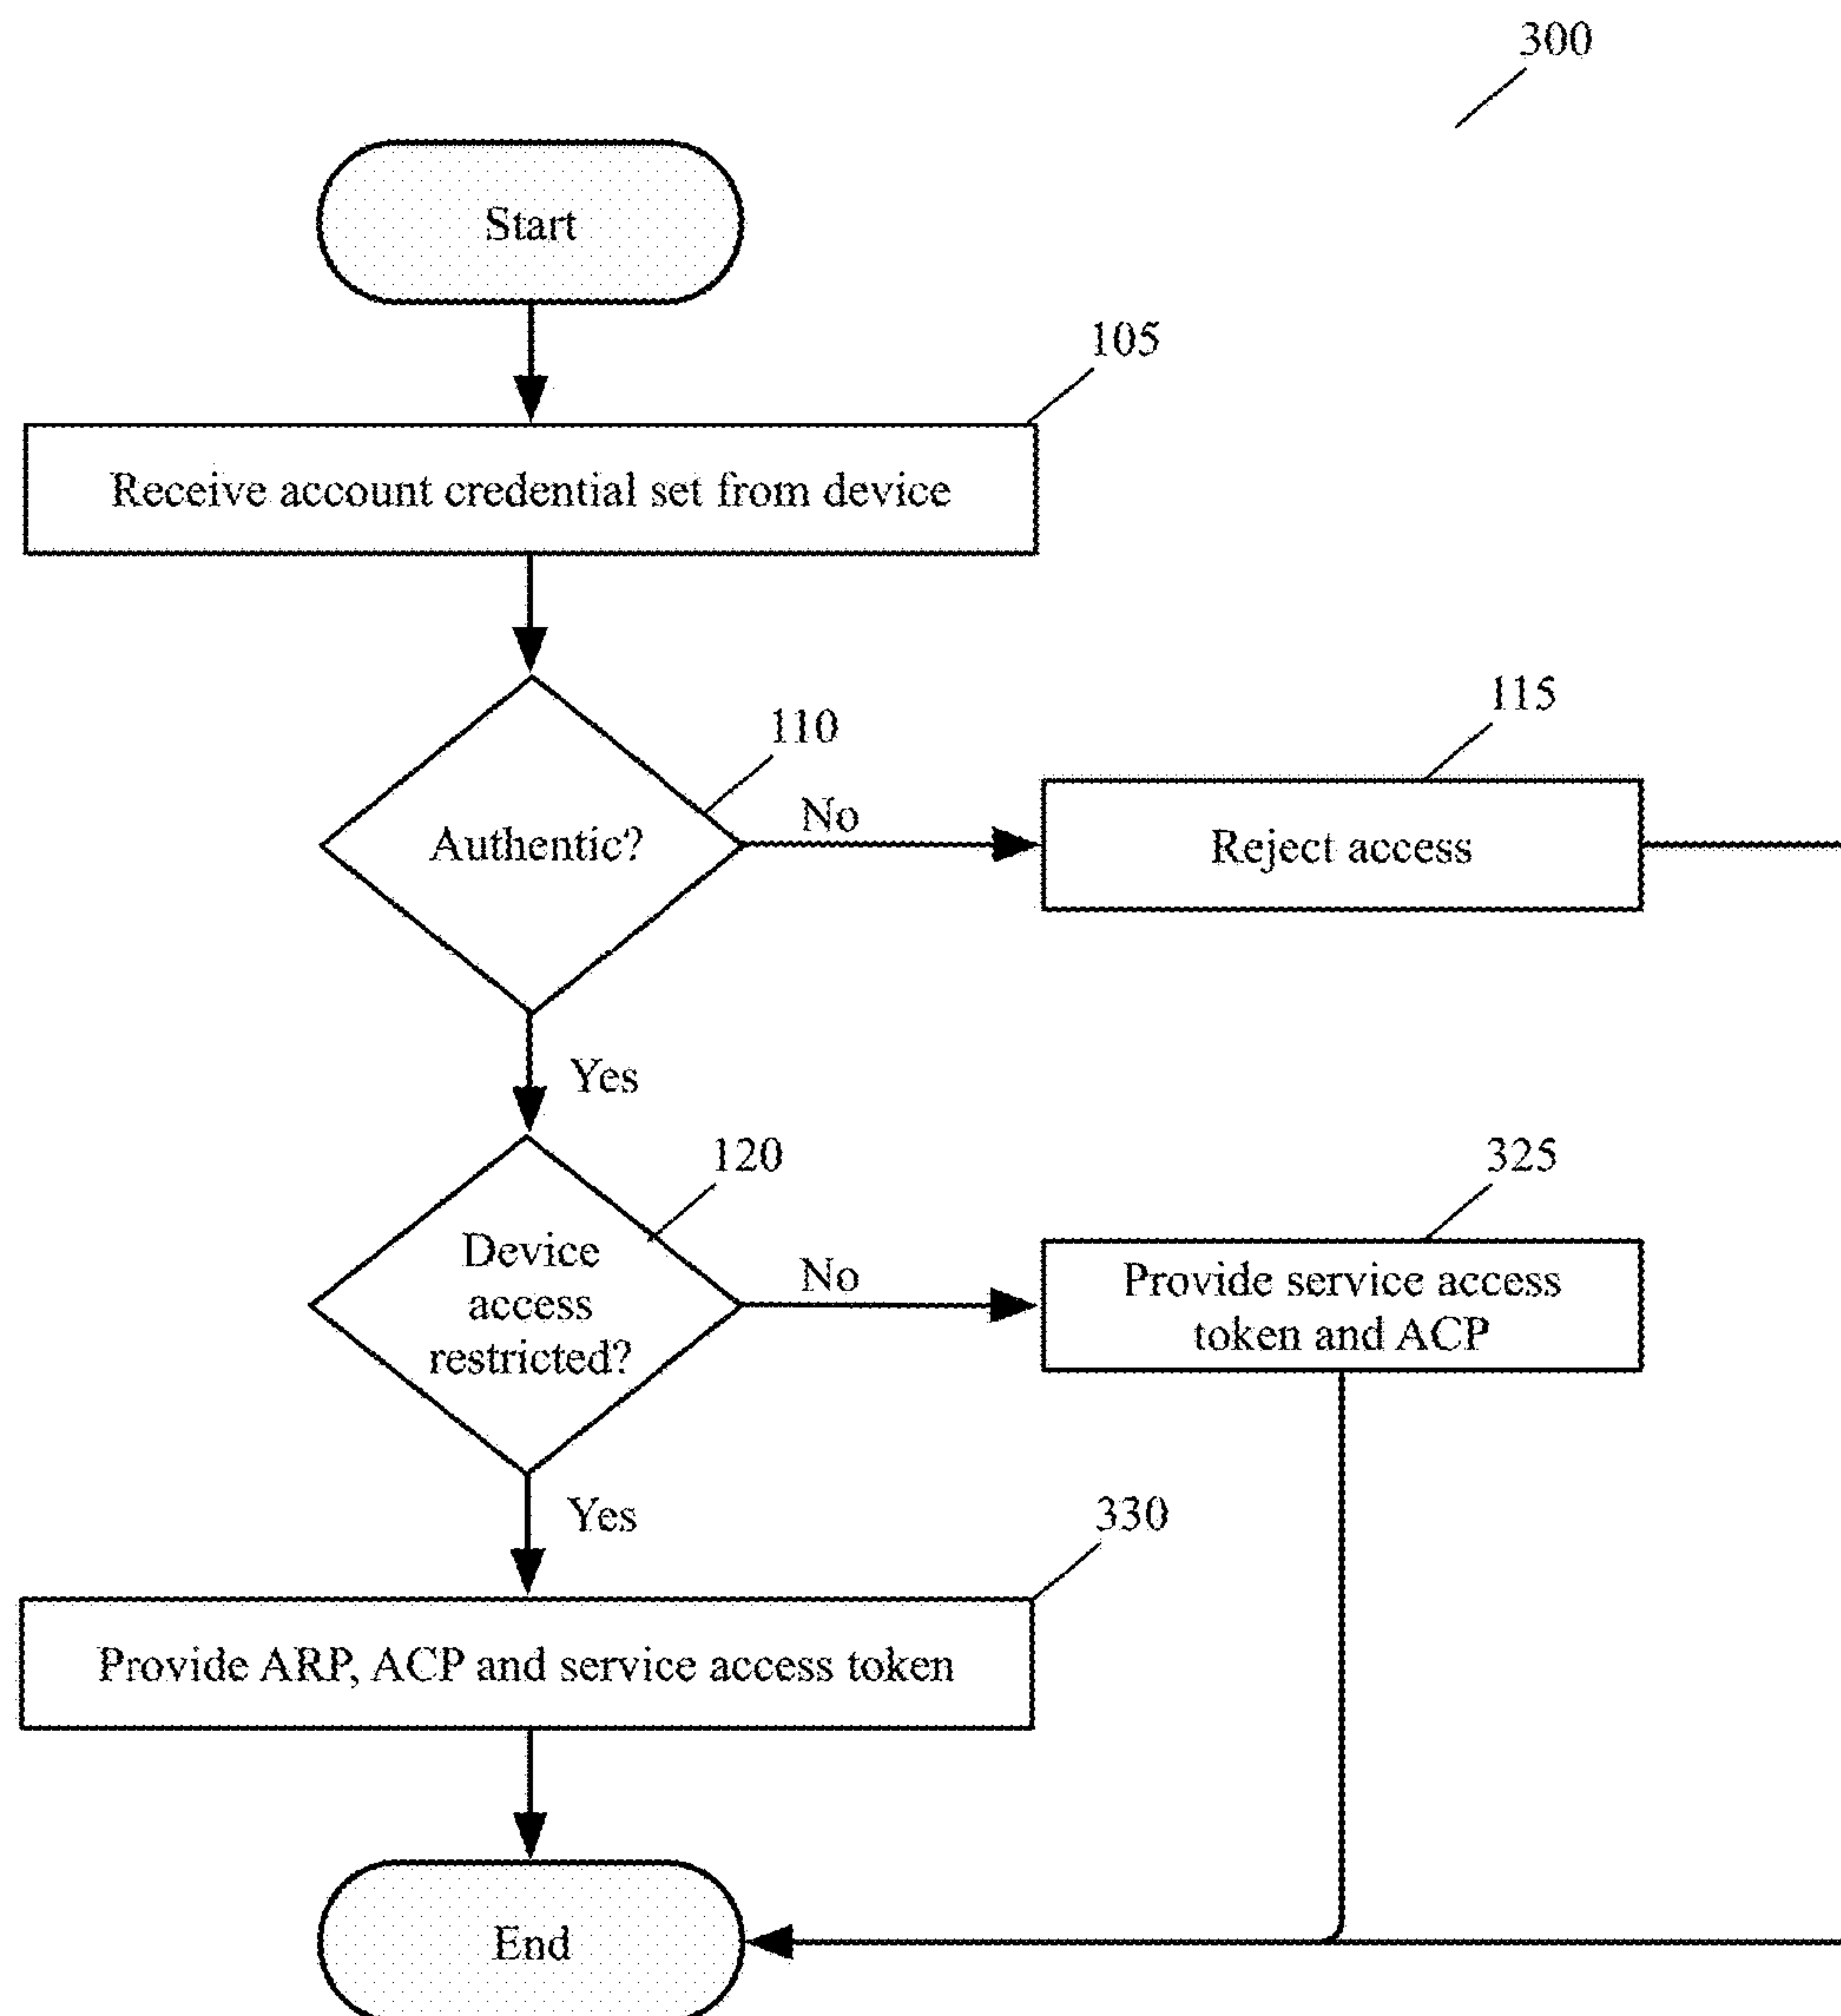 300
Start
105
Receive account credential set from device
110
115
Authentic?
No
Reject access
Yes
120
325
Device
access
restricted?
No
Provide service access
token and ACP
Yes
330
Provide ARP, ACP and service access token
End